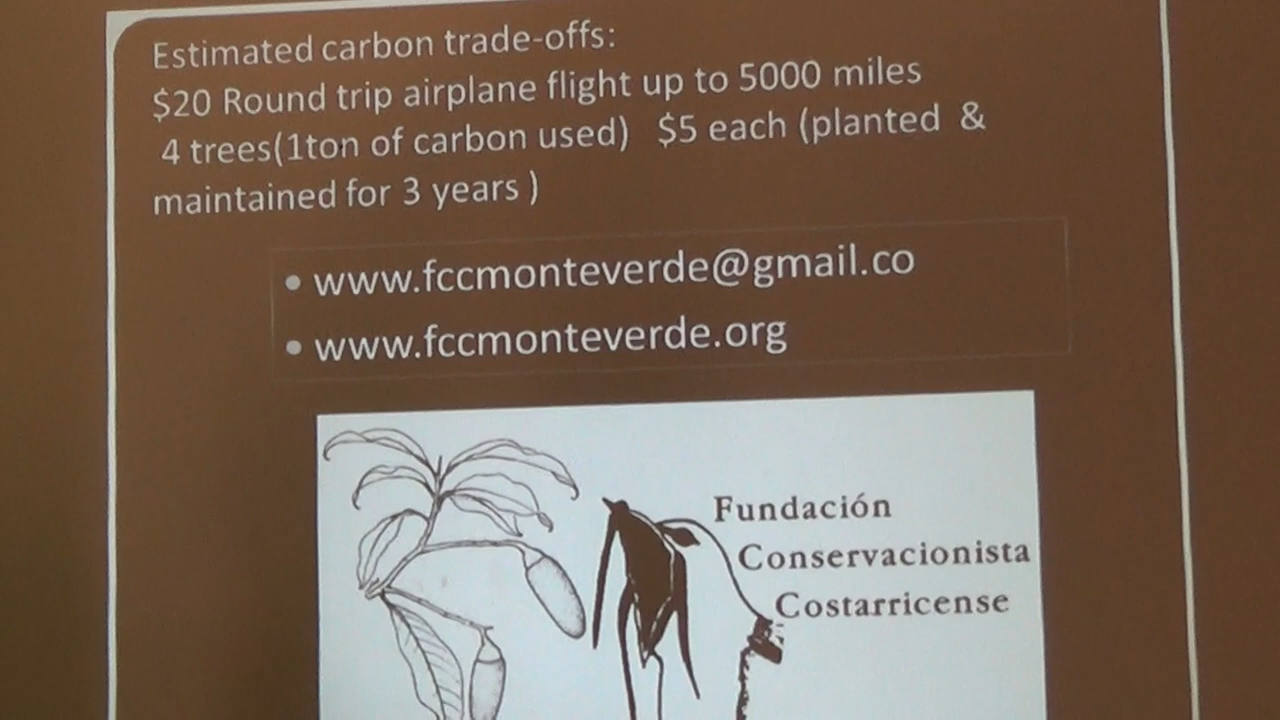 Estimated carbon trade-offs:
$20 Round trip airplane flight up to 5000 miles
4 trees(1ton of carbon used) $5 each (planted &
maintained for 3 years )
• www.fccmonteverde@gmail.co
• www.fccmonteverde.org
Fundación
Conservacionista
Costarricense